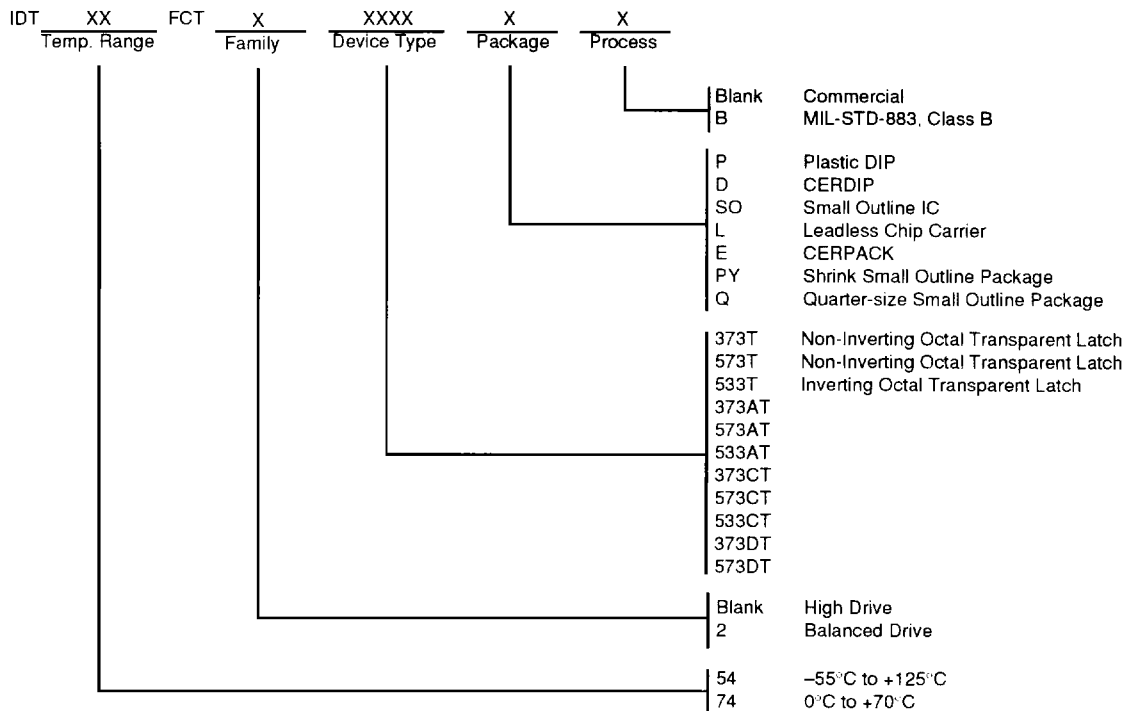 IDT XX FCT X XXXX X X
Temp. Range Family Device Type Package Process
Blank Commercial
B MIL-STD-883, Class B
P Plastic DIP
D CERDIP
SO Small Outline IC
L Leadless Chip Carrier
E CERPACK
PY Shrink Small Outline Package
Q Quarter-size Small Outline Package
373T Non-Inverting Octal Transparent Latch
573T Non-Inverting Octal Transparent Latch
533T Inverting Octal Transparent Latch
373AT
573AT
533AT
373CT
573CT
533CT
373DT
573DT
Blank High Drive
2 Balanced Drive
54 –55°C to +125°C
74 0°C to +70°C